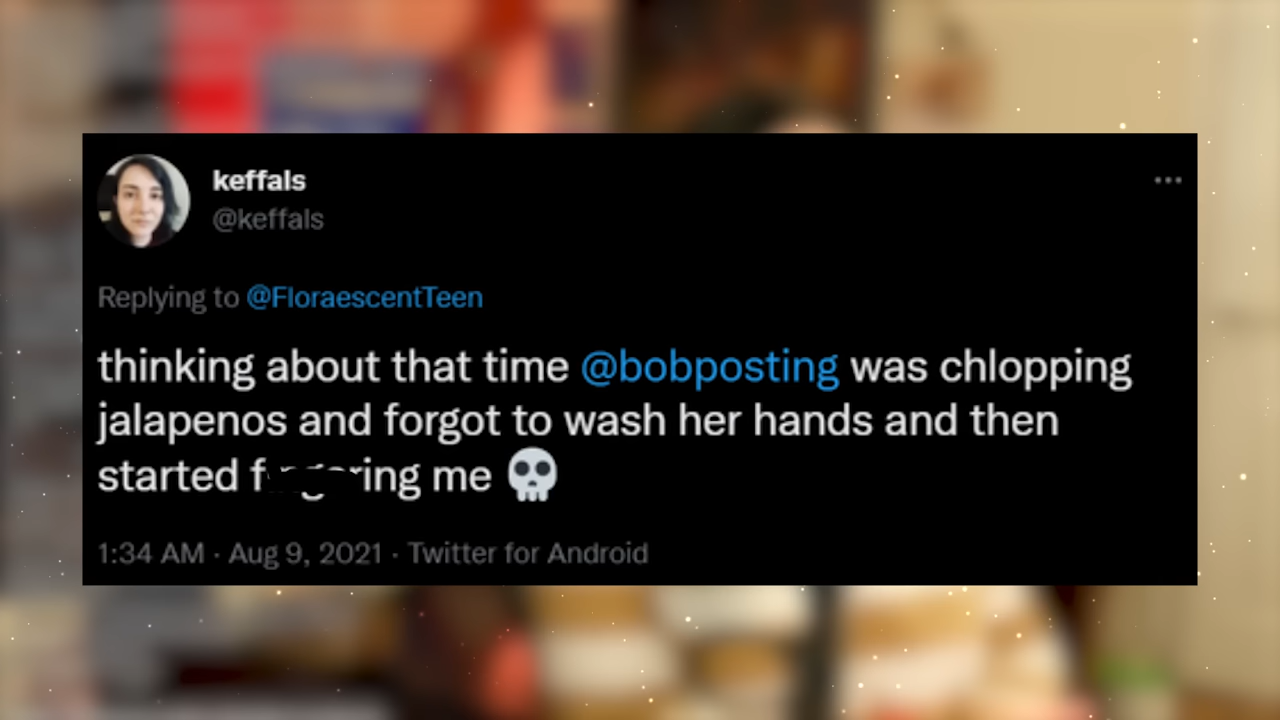 keffals
@keffals
Replying to @FloraescentTeen
thinking about that time @bobposting was chlopping
jalapenos and forgot to wash her hands and then
started me 💀
1:34 AM · Aug 9, 2021 · Twitter for Android